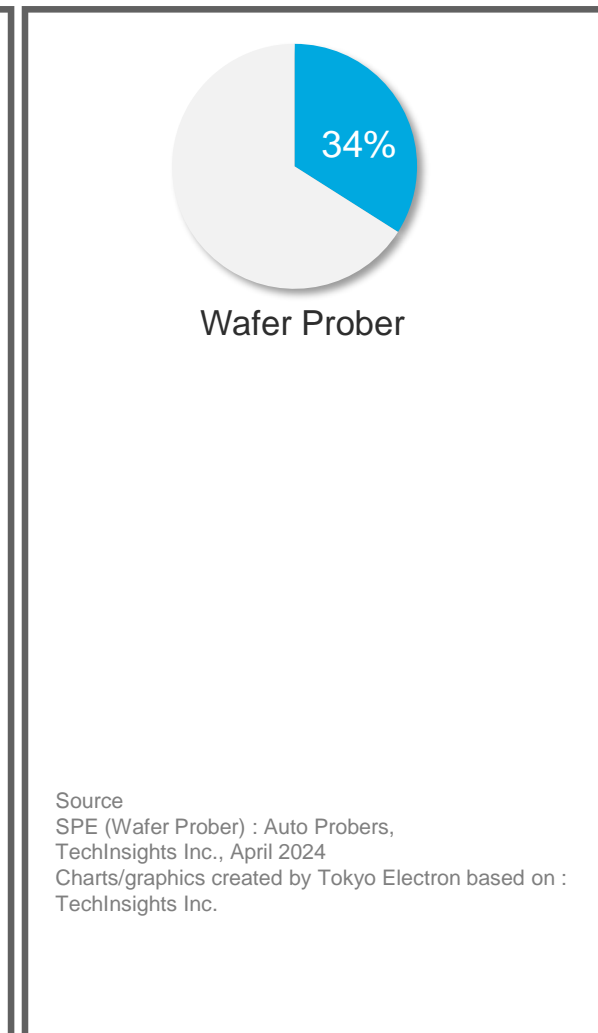 34%
Wafer Prober
Source
SPE (Wafer Prober) : Auto Probers,
TechInsights Inc., April 2024
Charts/graphics created by Tokyo Electron based on :
TechInsights Inc.